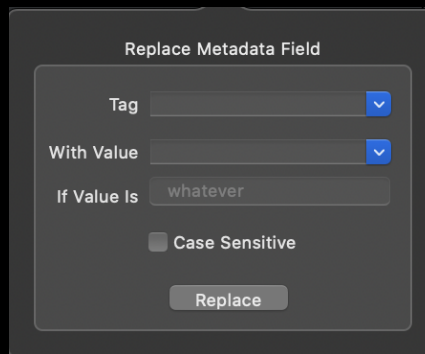 Replace Metadata Field
Tag
With Value
If Value Is whatever
Case Sensitive
Replace